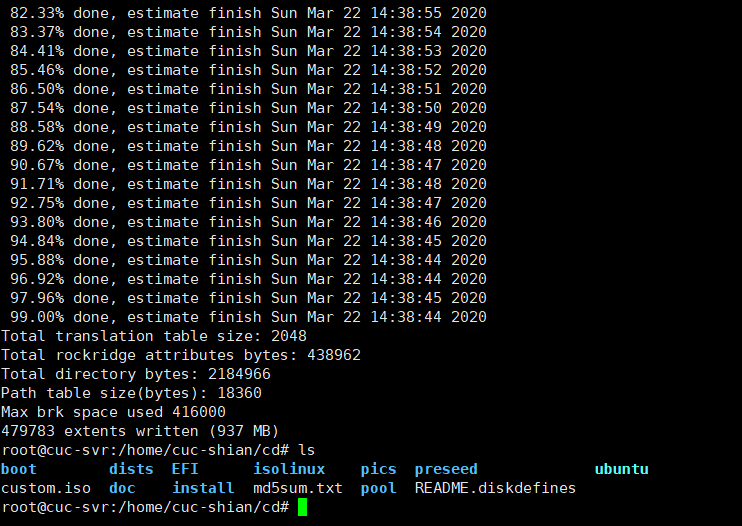 82.33% done, estimate finish Sun Mar 22 14:38:55 2020
83.37% done, estimate finish Sun Mar 22 14:38:54 2020
84.41% done, estimate finish Sun Mar 22 14:38:53 2020
85.46% done, estimate finish Sun Mar 22 14:38:52 2020
86.50% done, estimate finish Sun Mar 22 14:38:51 2020
87.54% done, estimate finish Sun Mar 22 14:38:50 2020
88.58% done, estimate finish Sun Mar 22 14:38:49 2020
89.62% done, estimate finish Sun Mar 22 14:38:48 2020
90.67% done, estimate finish Sun Mar 22 14:38:47 2020
91.71% done, estimate finish Sun Mar 22 14:38:48 2020
92.75% done, estimate finish Sun Mar 22 14:38:47 2020
93.80% done, estimate finish Sun Mar 22 14:38:46 2020
94.84% done, estimate finish Sun Mar 22 14:38:45 2020
95.88% done, estimate finish Sun Mar 22 14:38:44 2020
96.92% done, estimate finish Sun Mar 22 14:38:44 2020
97.96% done, estimate finish Sun Mar 22 14:38:45 2020
99.00% done, estimate finish Sun Mar 22 14:38:44 2020
Total translation table size: 2048
Total rockridge attributes bytes: 438962
Total directory bytes: 2184966
Path table size(bytes): 18360
Max brk space used 416000
479783 extents written (937 MB)
root@cuc-svr:/home/cuc-shian/cd# ls
boot dists EFI isolinux pics preseed ubuntu
custom.iso doc install md5sum.txt pool README.diskdefines
root@cuc-svr:/home/cuc-shian/cd#